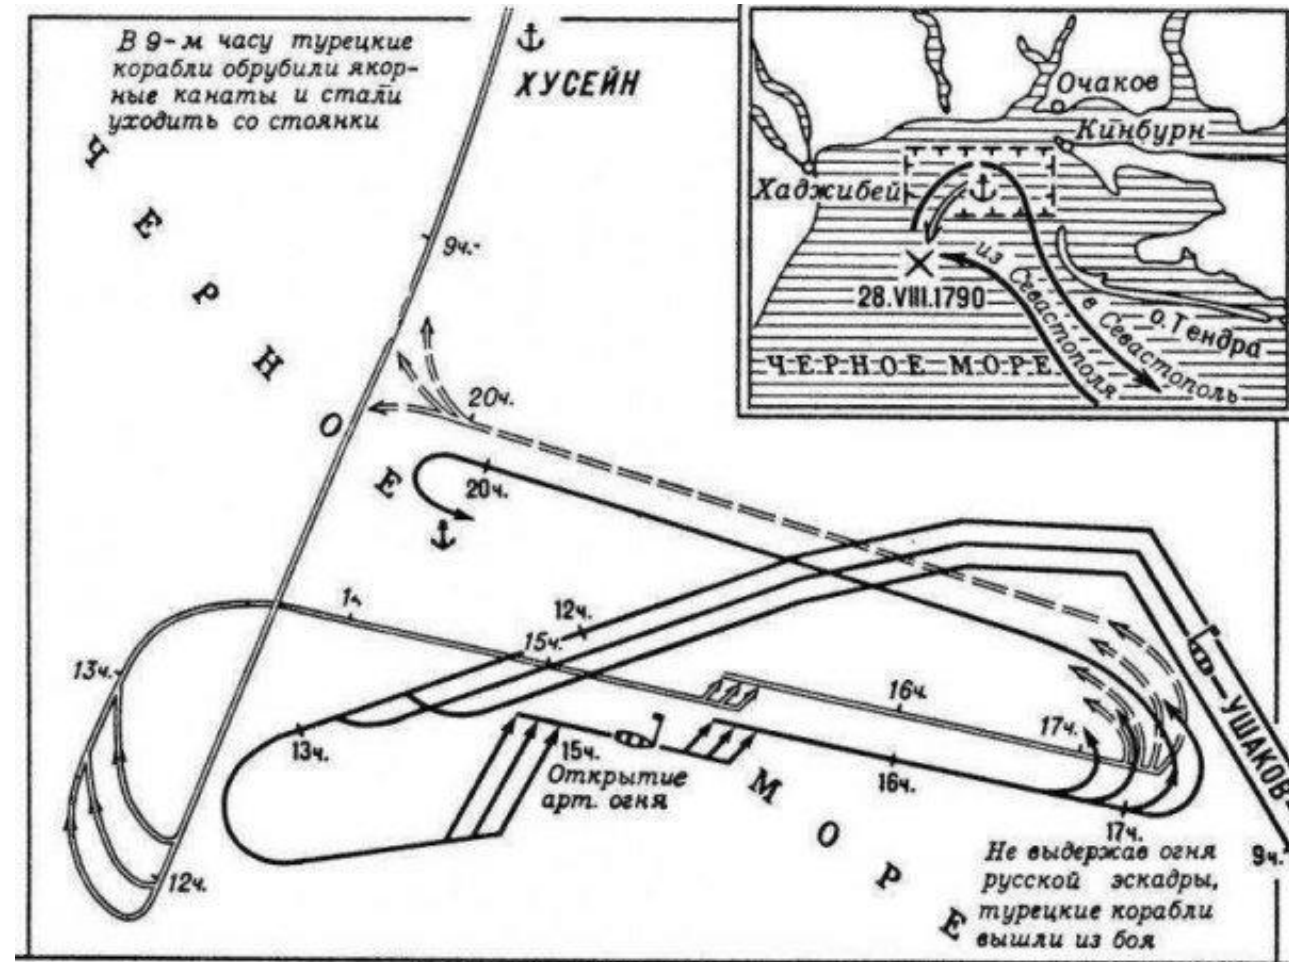 В 9-м часу турецкие
корабли обрубили якор-
ные канаты и стали
уходить со стоянки
ХУСЕЙН
ЧЕРНОЕ МОРЕ
9ч.
20ч.
20ч.
12ч.
15ч.
13ч.
13ч.
12ч.
15ч.
Открытие
арт. огня
16ч.
16ч.
17ч.
17ч.
УШАКОВ
9ч.
Не выдержав огня
русской эскадры,
турецкие корабли
вышли из боя
Очаков
Кинбурн
Хаджибей
из Севастополя
в Севастополь
28.VIII.1790
о. Тендра
ЧЕРНОЕ МОРЕ